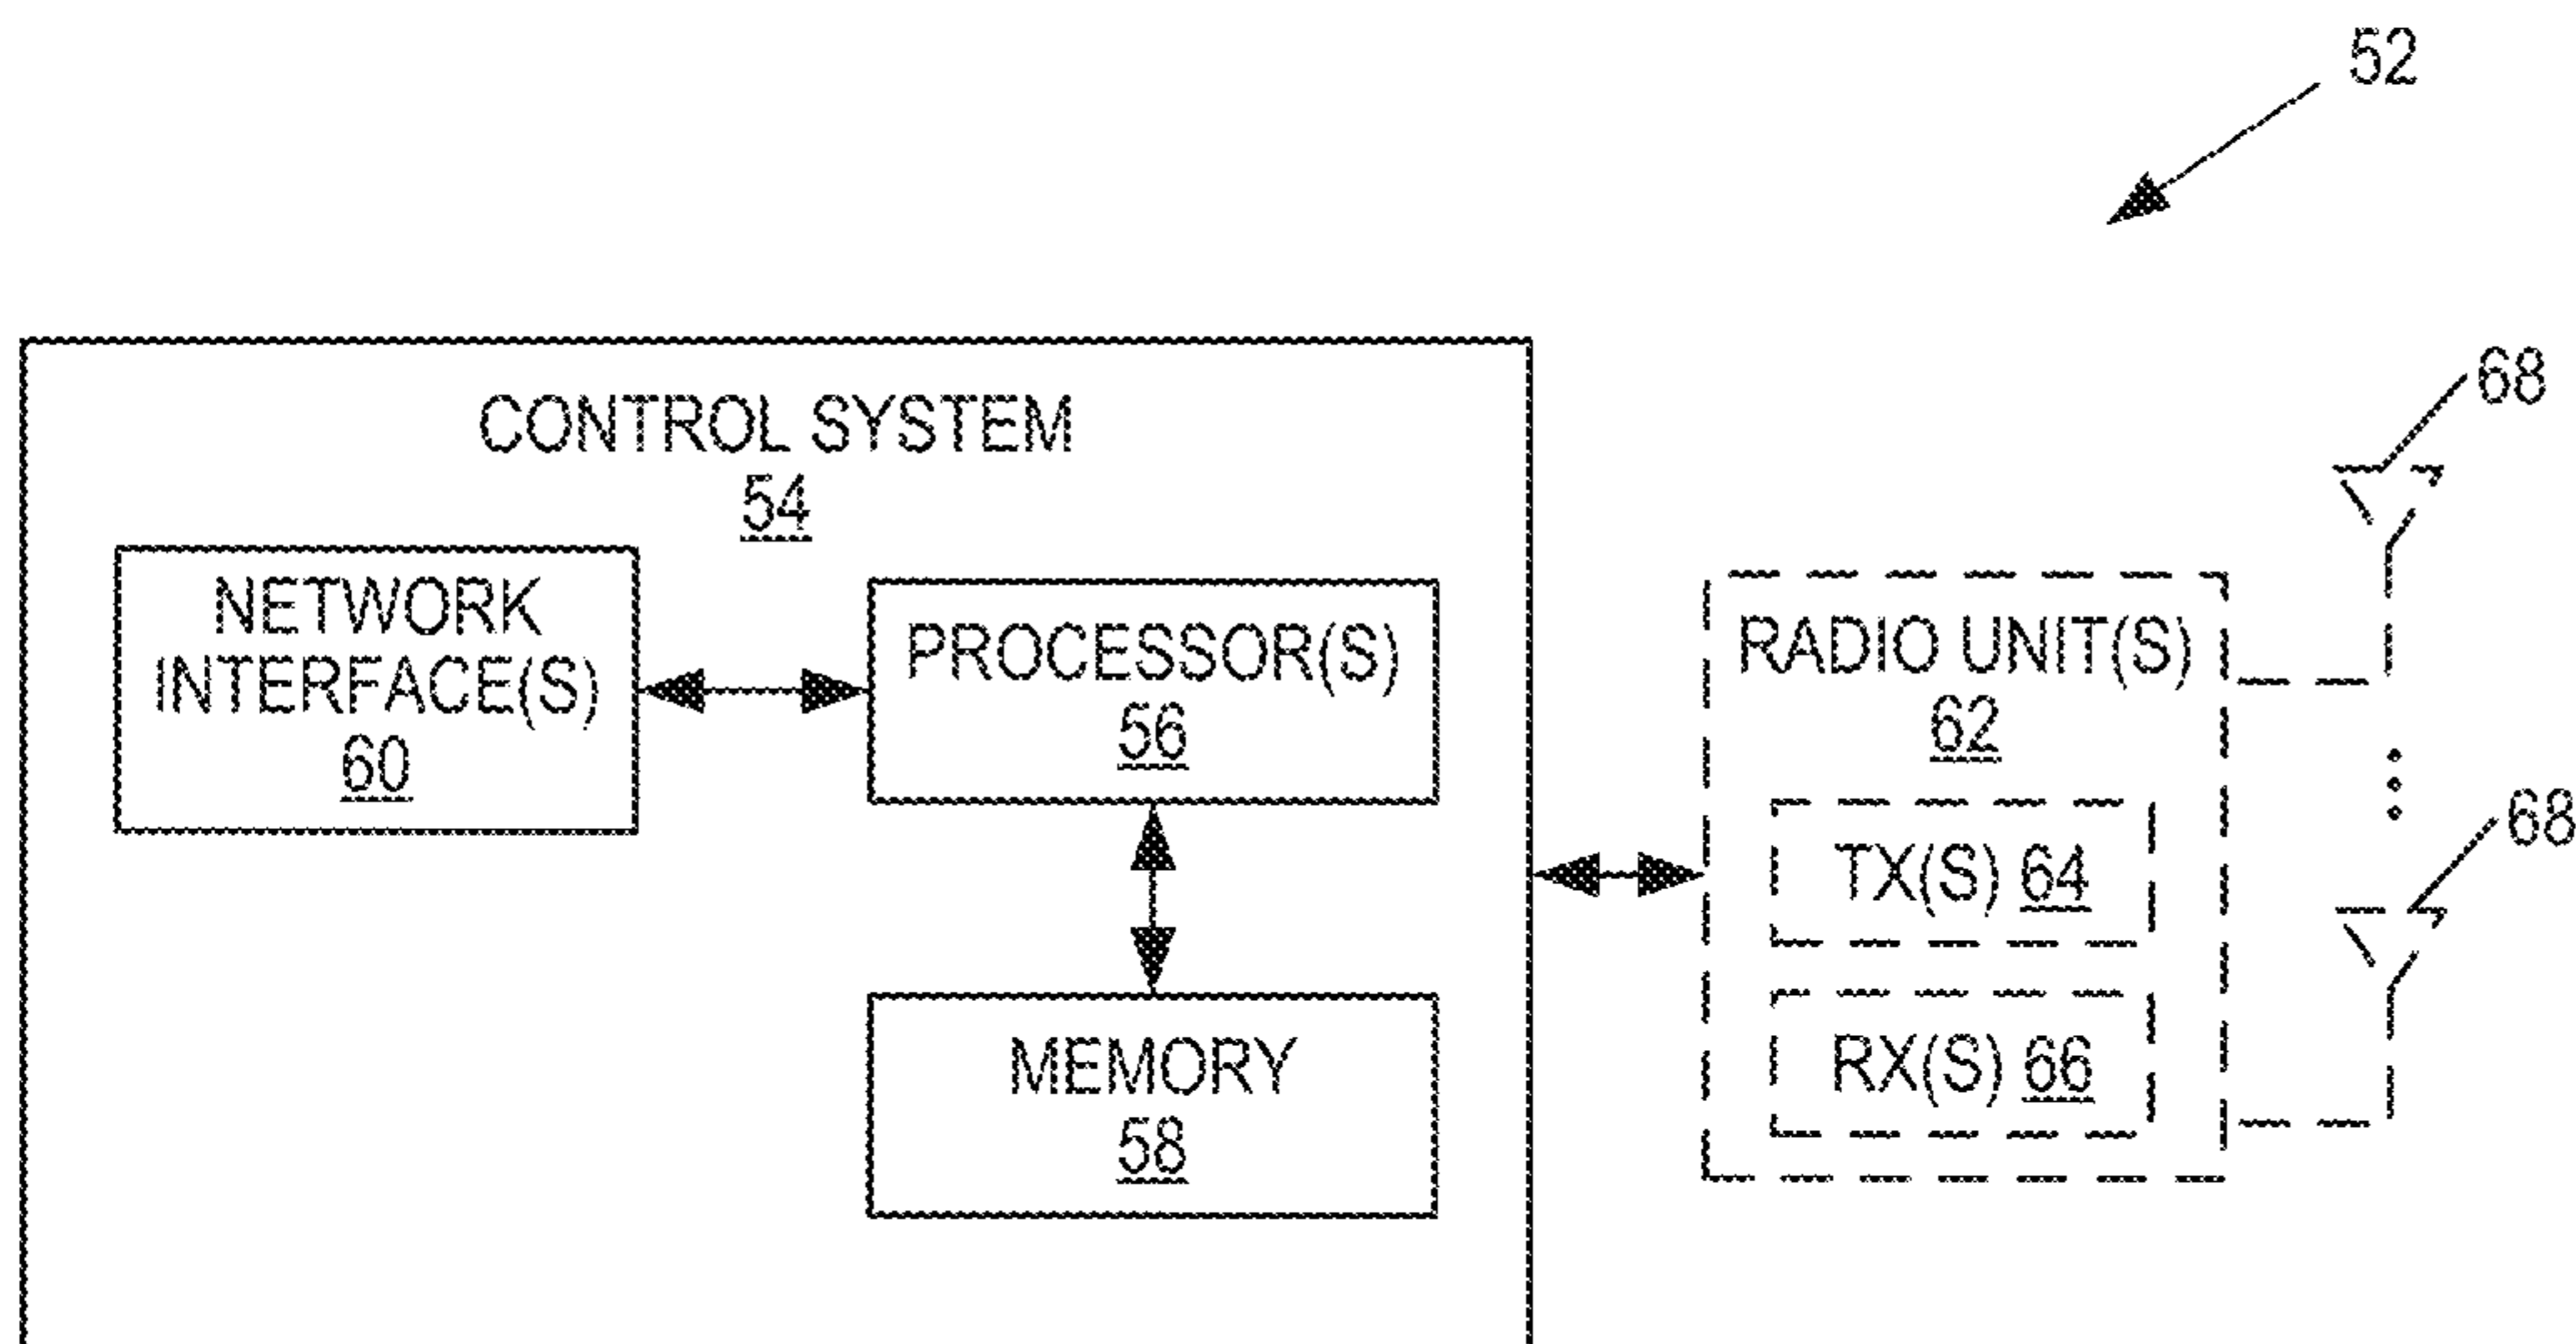 52
CONTROL SYSTEM
54
NETWORK
INTERFACE(S)
60
PROCESSOR(S)
56
MEMORY
58
RADIO UNIT(S)
62
TX(S) 64
RX(S) 66
68
68